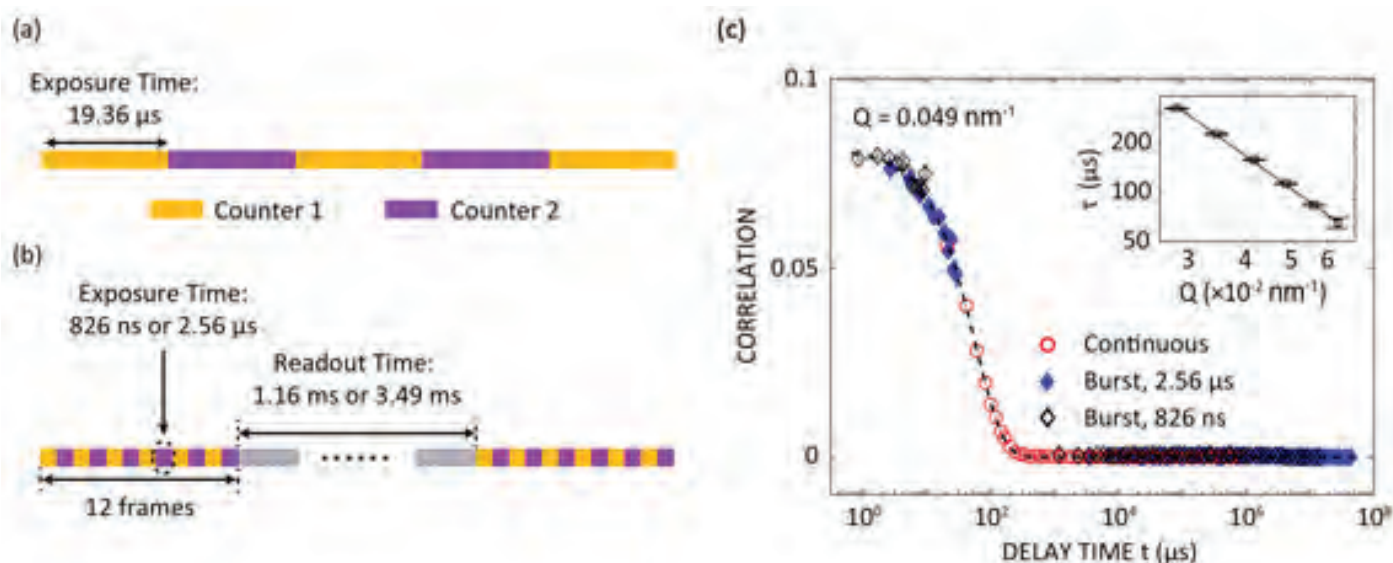 (a)
Exposure Time:
19.36 μs
Counter 1
Counter 2
(b)
Exposure Time:
826 ns or 2.56 μs
Readout Time:
1.16 ms or 3.49 ms
12 frames
(c)
0.1
0.05
0
CORRELATION
Q = 0.049 nm⁻¹
200
100
50
τ (μs)
3 4 5 6
Q (×10⁻² nm⁻¹)
Continuous
Burst, 2.56 μs
Burst, 826 ns
10⁰ 10² 10⁴ 10⁶ 10⁸
DELAY TIME t (μs)